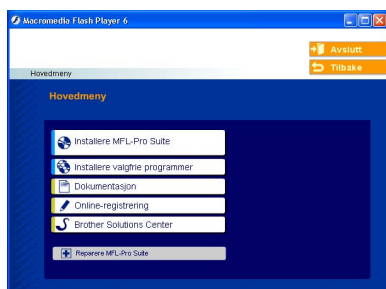 Macromedia Flash Player 6
Avslutt
Tilbake
Hovedmeny
Hovedmeny
Installere MFL-Pro Suite
Installere valgfrie programmer
Dokumentasjon
Online-registrering
Brother Solutions Center
Reparere MFL-Pro Suite